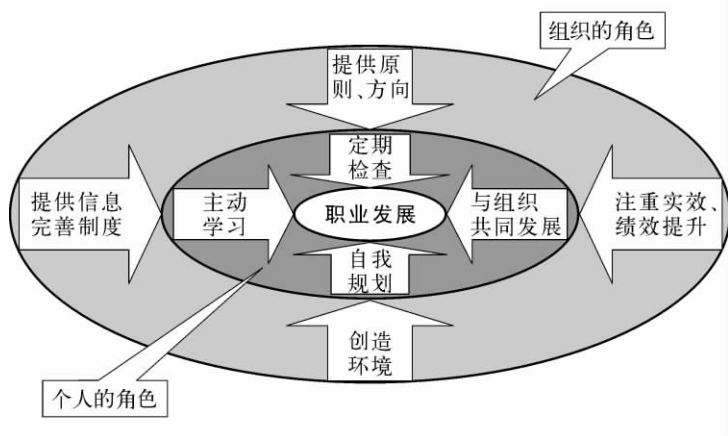 组织的角色
提供原
则、方向
定期
检查
提供信息
完善制度
主动
学习
职业发展
与组织
共同发展
注重实效、
绩效提升
自我
规划
创造
环境
个人的角色